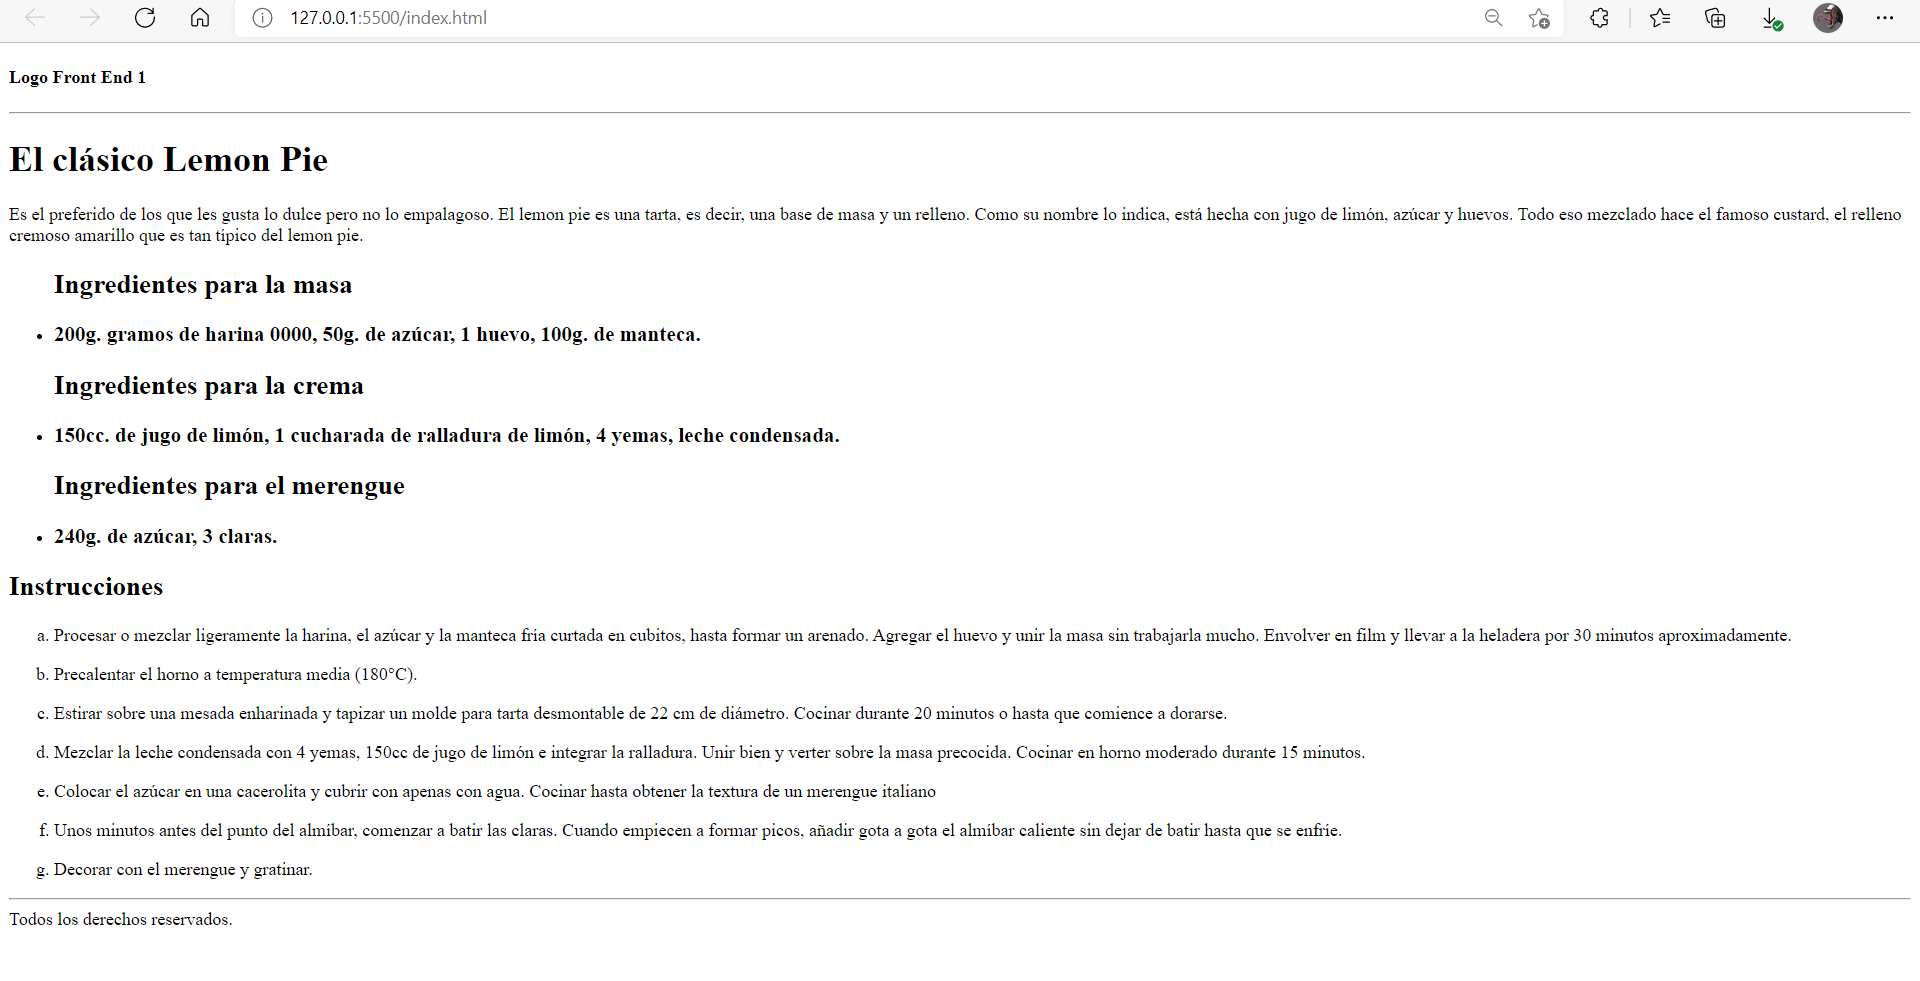 127.0.0.1:5500/index.html
Logo Front End 1
El clásico Lemon Pie
Es el preferido de los que les gusta lo dulce pero no lo empalagoso. El lemon pie es una tarta, es decir, una base de masa y un relleno. Como su nombre lo indica, está hecha con jugo de limón, azúcar y huevos. Todo eso mezclado hace el famoso custard, el relleno
cremoso amarillo que es tan típico del lemon pie.
Ingredientes para la masa
• 200g. gramos de harina 0000, 50g. de azúcar, 1 huevo, 100g. de manteca.
Ingredientes para la crema
• 150cc. de jugo de limón, 1 cucharada de ralladura de limón, 4 yemas, leche condensada.
Ingredientes para el merengue
• 240g. de azúcar, 3 claras.
Instrucciones
a. Procesar o mezclar ligeramente la harina, el azúcar y la manteca fría curtada en cubitos, hasta formar un arenado. Agregar el huevo y unir la masa sin trabajarla mucho. Envolver en film y llevar a la heladera por 30 minutos aproximadamente.
b. Precalentar el horno a temperatura media (180°C).
c. Estirar sobre una mesada enharinada y tapizar un molde para tarta desmontable de 22 cm de diámetro. Cocinar durante 20 minutos o hasta que comience a dorarse.
d. Mezclar la leche condensada con 4 yemas, 150cc de jugo de limón e integrar la ralladura. Unir bien y verter sobre la masa precocida. Cocinar en horno moderado durante 15 minutos.
e. Colocar el azúcar en una cacerolita y cubrir con apenas con agua. Cocinar hasta obtener la textura de un merengue italiano
f. Unos minutos antes del punto del almíbar, comenzar a batir las claras. Cuando empiecen a formar picos, añadir gota a gota el almíbar caliente sin dejar de batir hasta que se enfríe.
g. Decorar con el merengue y gratinar.
Todos los derechos reservados.